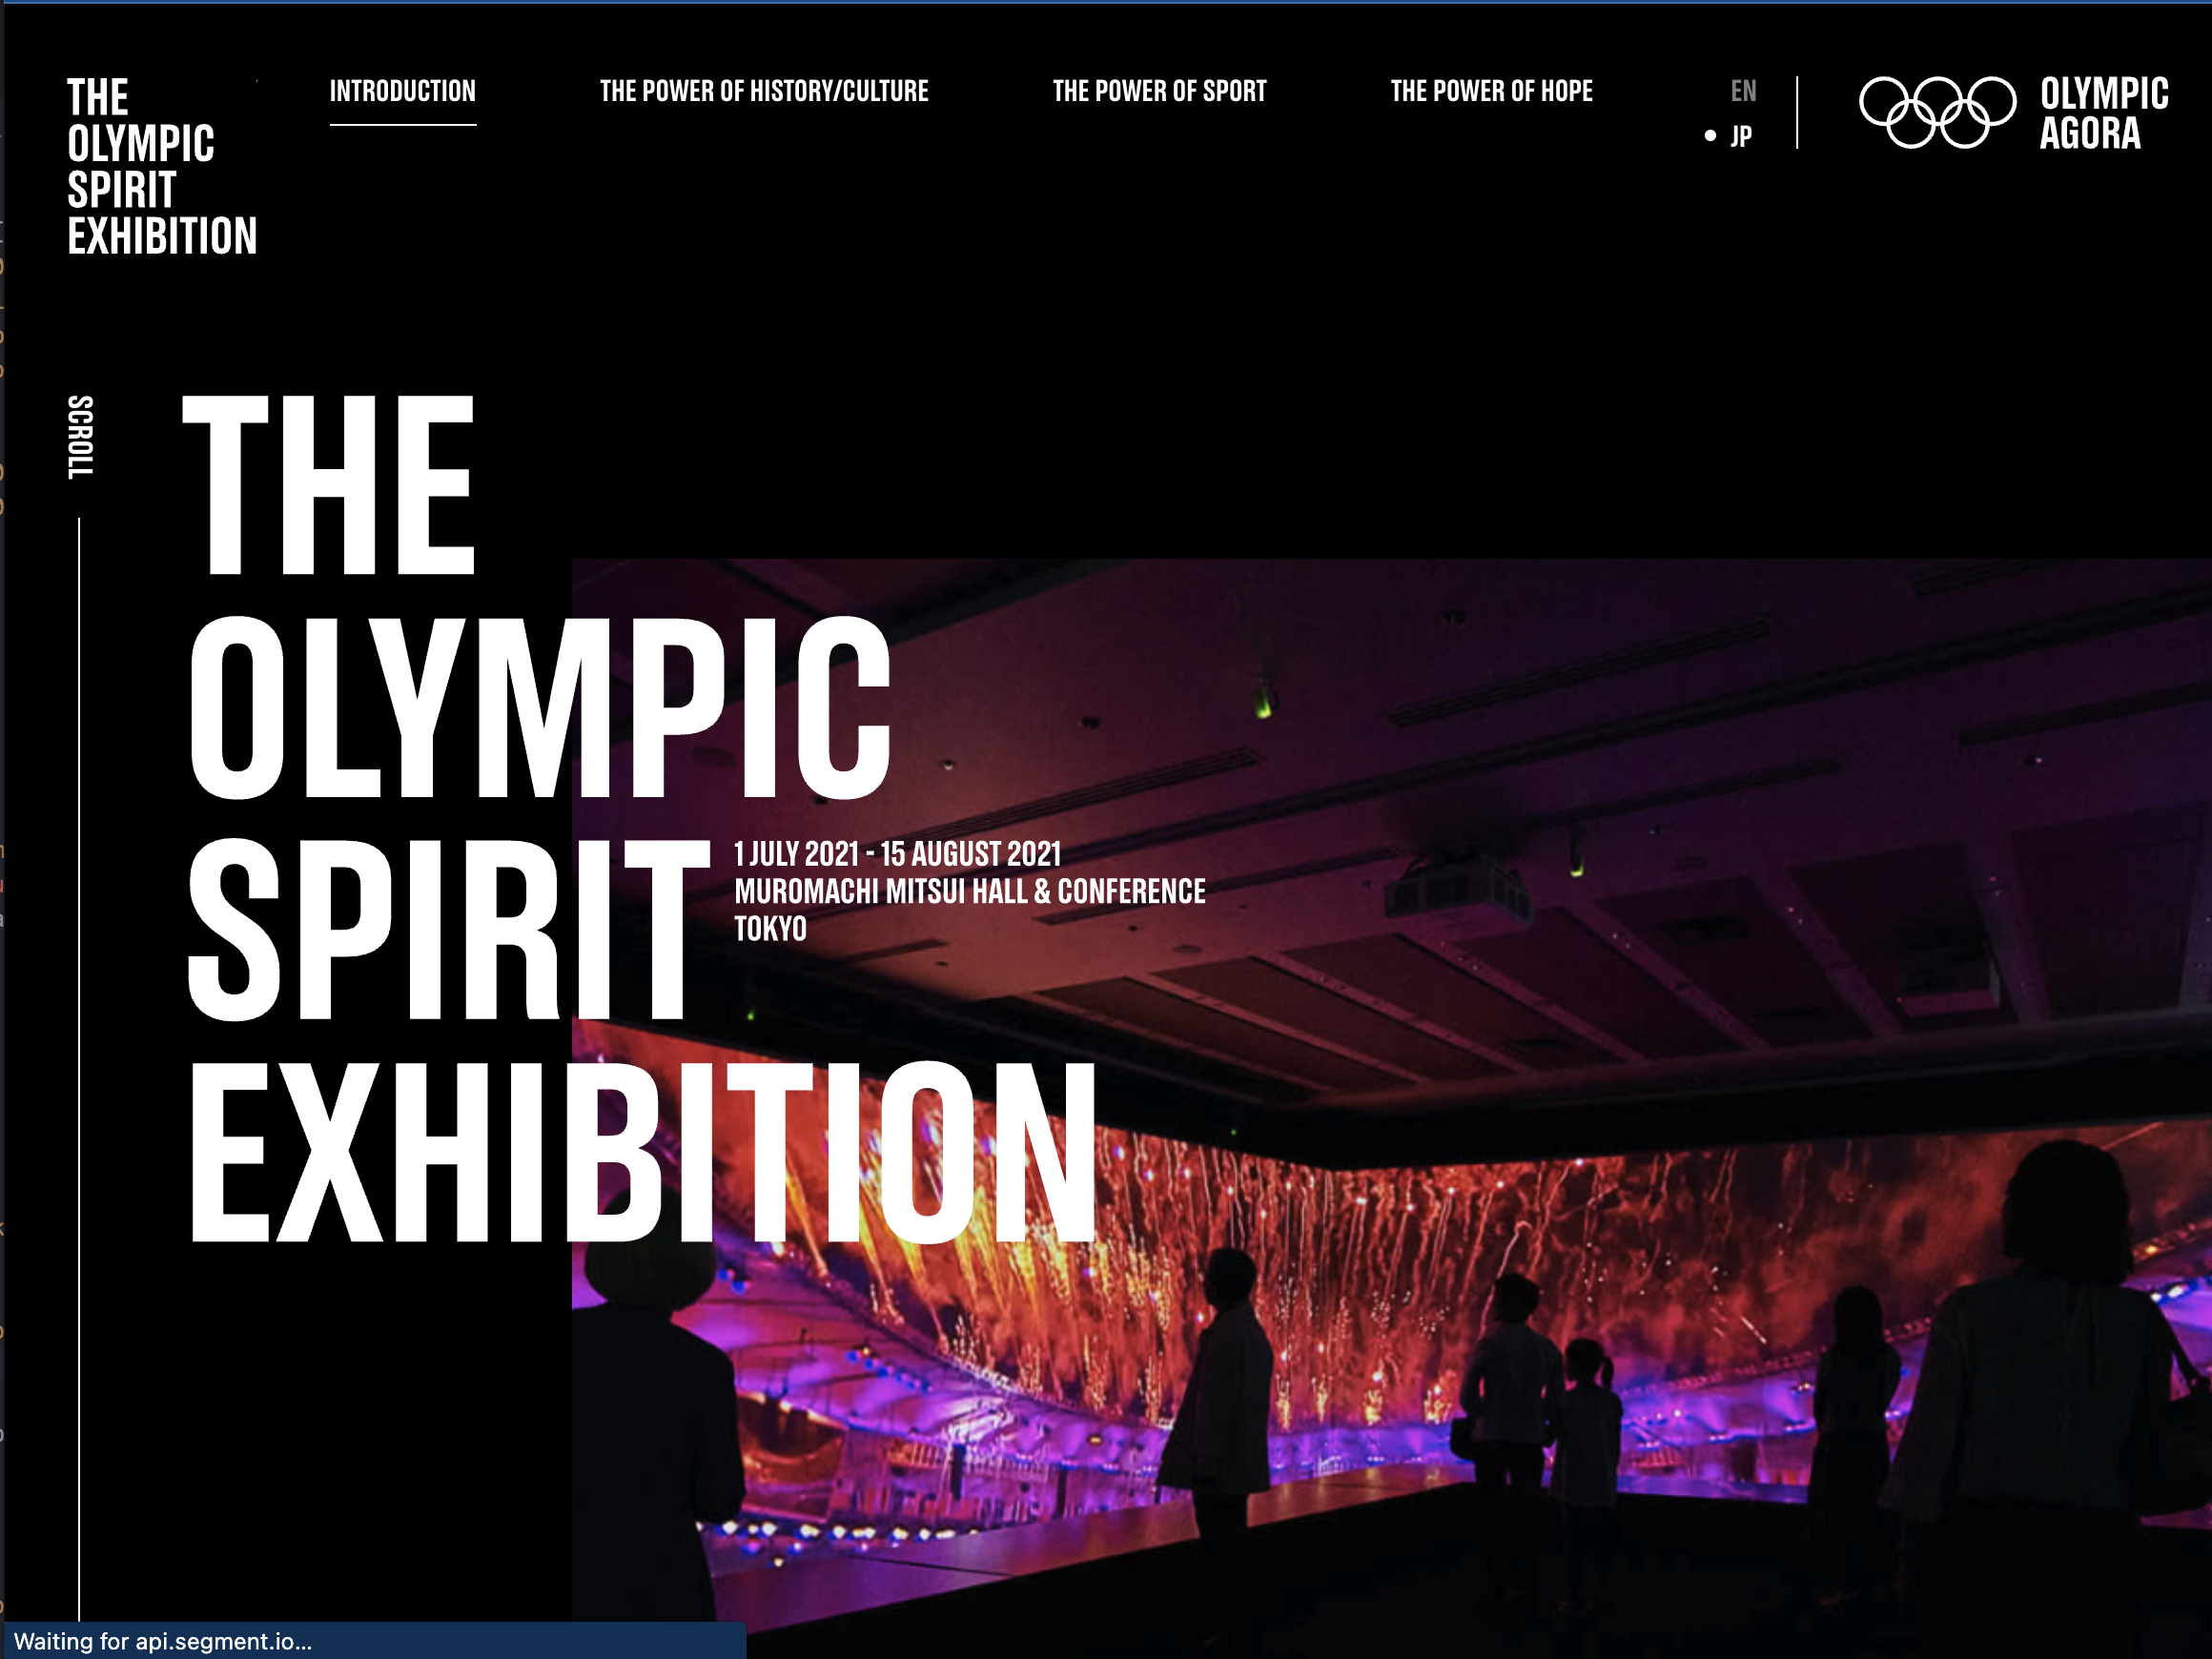 THE
OLYMPIC
SPIRIT
EXHIBITION
INTRODUCTION
THE POWER OF HISTORY/CULTURE
THE POWER OF SPORT
THE POWER OF HOPE
EN
JP
OLYMPIC
AGORA
SCROLL
THE
OLYMPIC
SPIRIT
1 JULY 2021 - 15 AUGUST 2021
MUROMACHI MITSUI HALL & CONFERENCE
TOKYO
EXHIBITION
Waiting for api.segment.io...